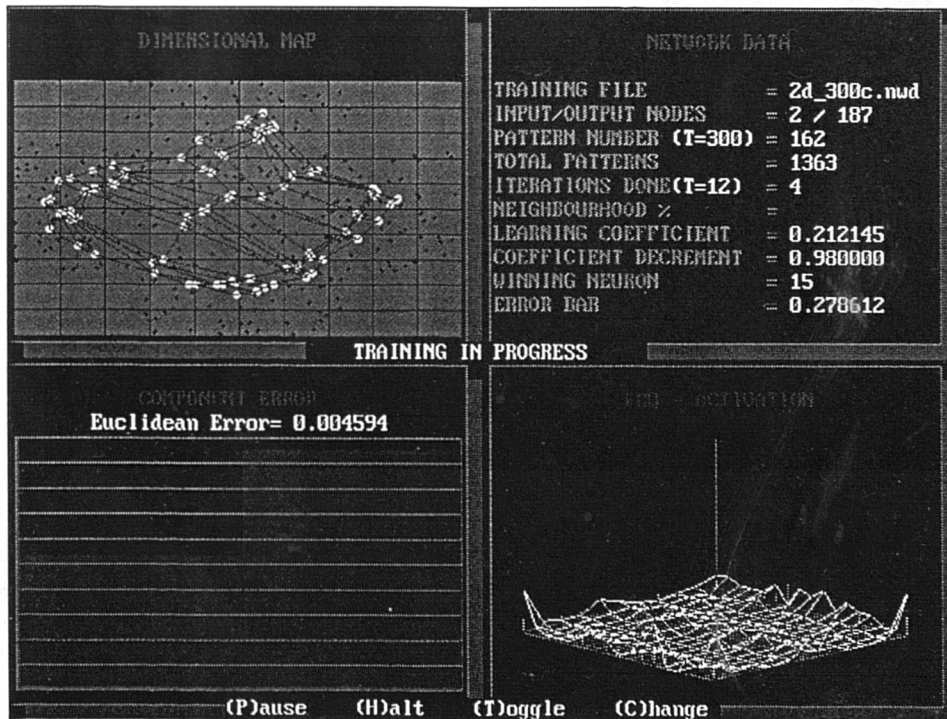 DIMENSIONAL MAP
NETWORK DATA
TRAINING FILE = 2d_300c.nwd
INPUT/OUTPUT NODES = 2 / 187
PATTERN NUMBER (T=300) = 162
TOTAL PATTERNS = 1363
ITERATIONS DONE(T=12) = 4
NEIGHBOURHOOD % =
LEARNING COEFFICIENT = 0.212145
COEFFICIENT DECREMENT = 0.980000
WINNING NEURON = 15
ERROR BAR = 0.278612
TRAINING IN PROGRESS
COMPONENT ERROR
Euclidean Error= 0.004594
- ACTIVATION
(P)ause (H)alt (T)oggle (C)hange